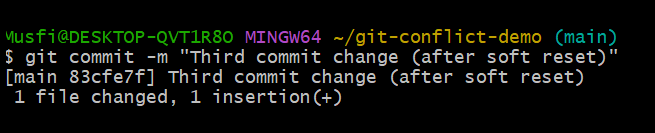 Musfi@DESKTOP-QVT1R8O MINGW64 ~/git-conflict-demo (main)
$ git commit -m "Third commit change (after soft reset)"
[main 83cfe7f] Third commit change (after soft reset)
 1 file changed, 1 insertion(+)